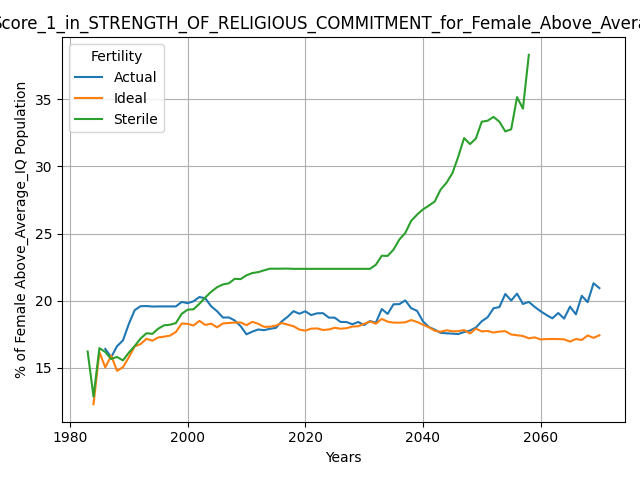 Score_1_in_STRENGTH_OF_RELIGIOUS_COMMITMENT_for_Female_Above_Avera
Fertility
Actual
Ideal
Sterile
% of Female Above_Average_IQ Population
35
30
25
20
15
1980
2000
2020
2040
2060
Years